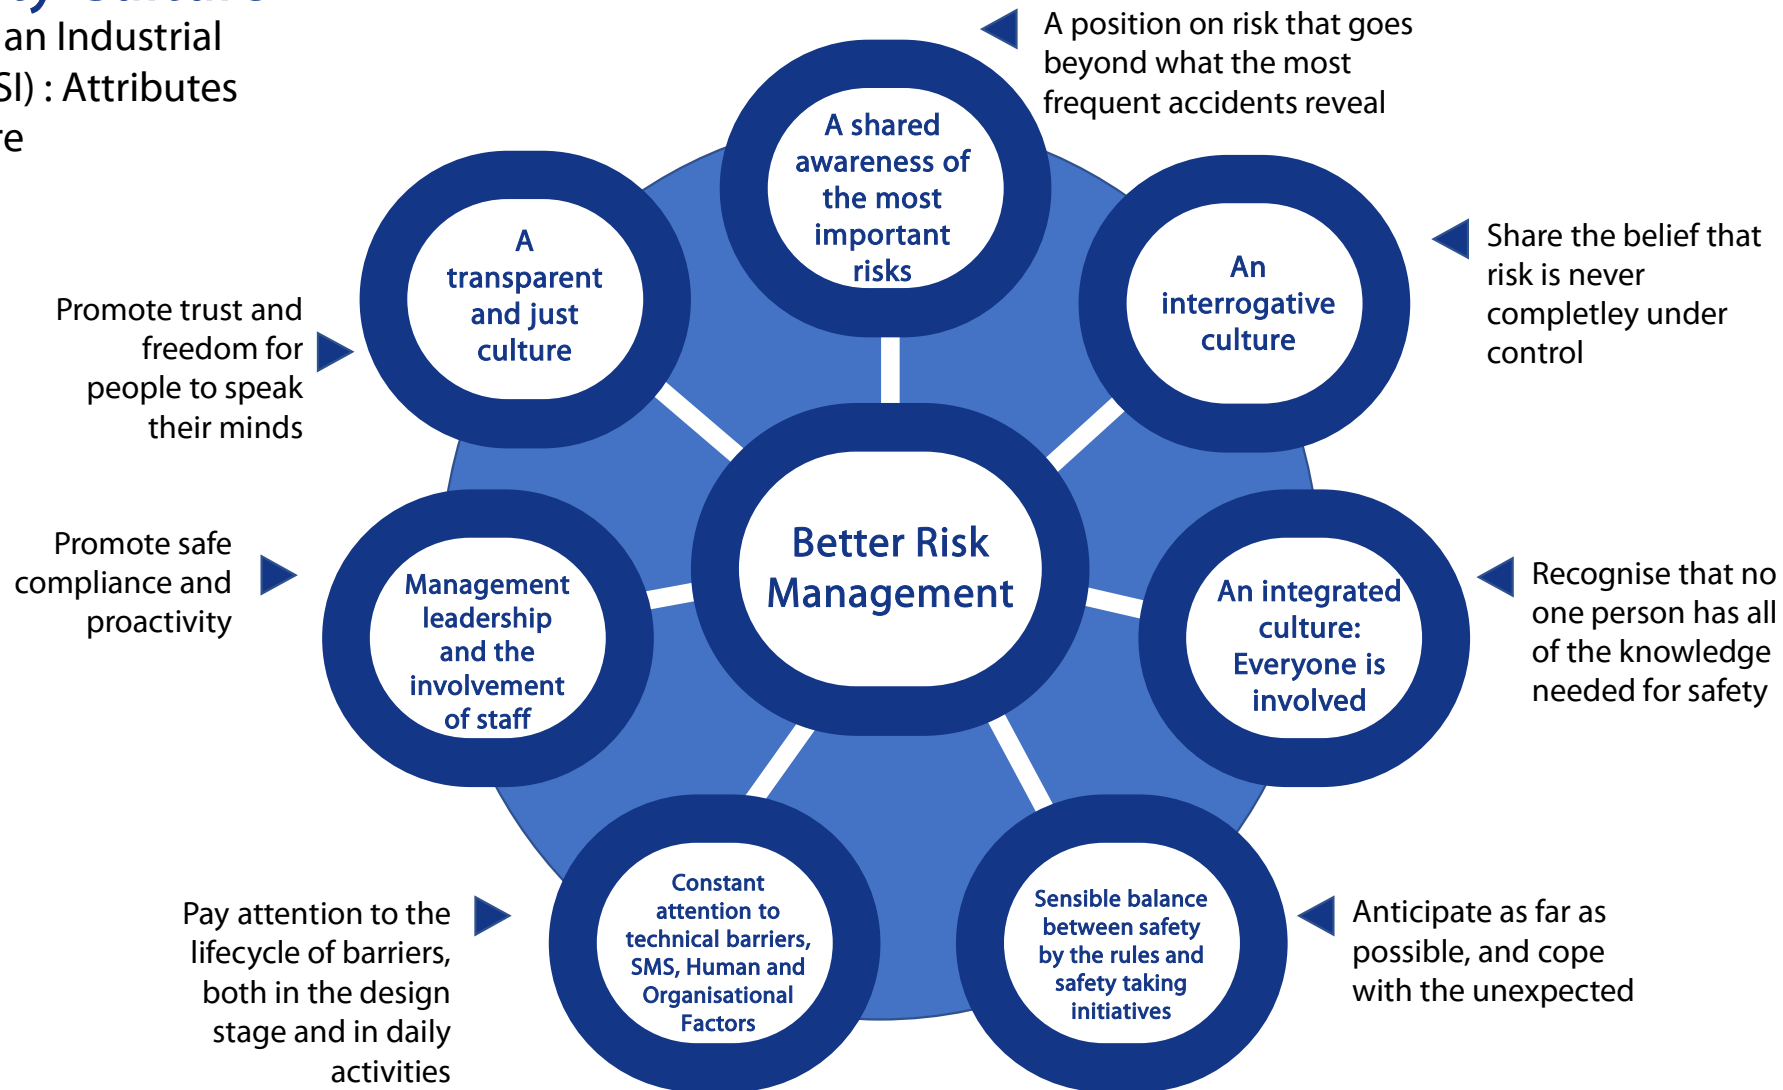 an Industrial
SI) : Attributes
re
A position on risk that goes
beyond what the most
frequent accidents reveal
A shared
awareness of
the most
important
risks
An
interrogative
culture
Share the belief that
risk is never
completley under
control
An integrated
culture:
Everyone is
involved
Recognise that no
one person has all
of the knowledge
needed for safety
Sensible balance
between safety
by the rules and
safety taking
initiatives
Anticipate as far as
possible, and cope
with the unexpected
Constant
attention to
technical barriers,
SMS, Human and
Organisational
Factors
Pay attention to the
lifecycle of barriers,
both in the design
stage and in daily
activities
Management
leadership
and the
involvement
of staff
Promote safe
compliance and
proactivity
A
transparent
and just
culture
Promote trust and
freedom for
people to speak
their minds
Better Risk
Management